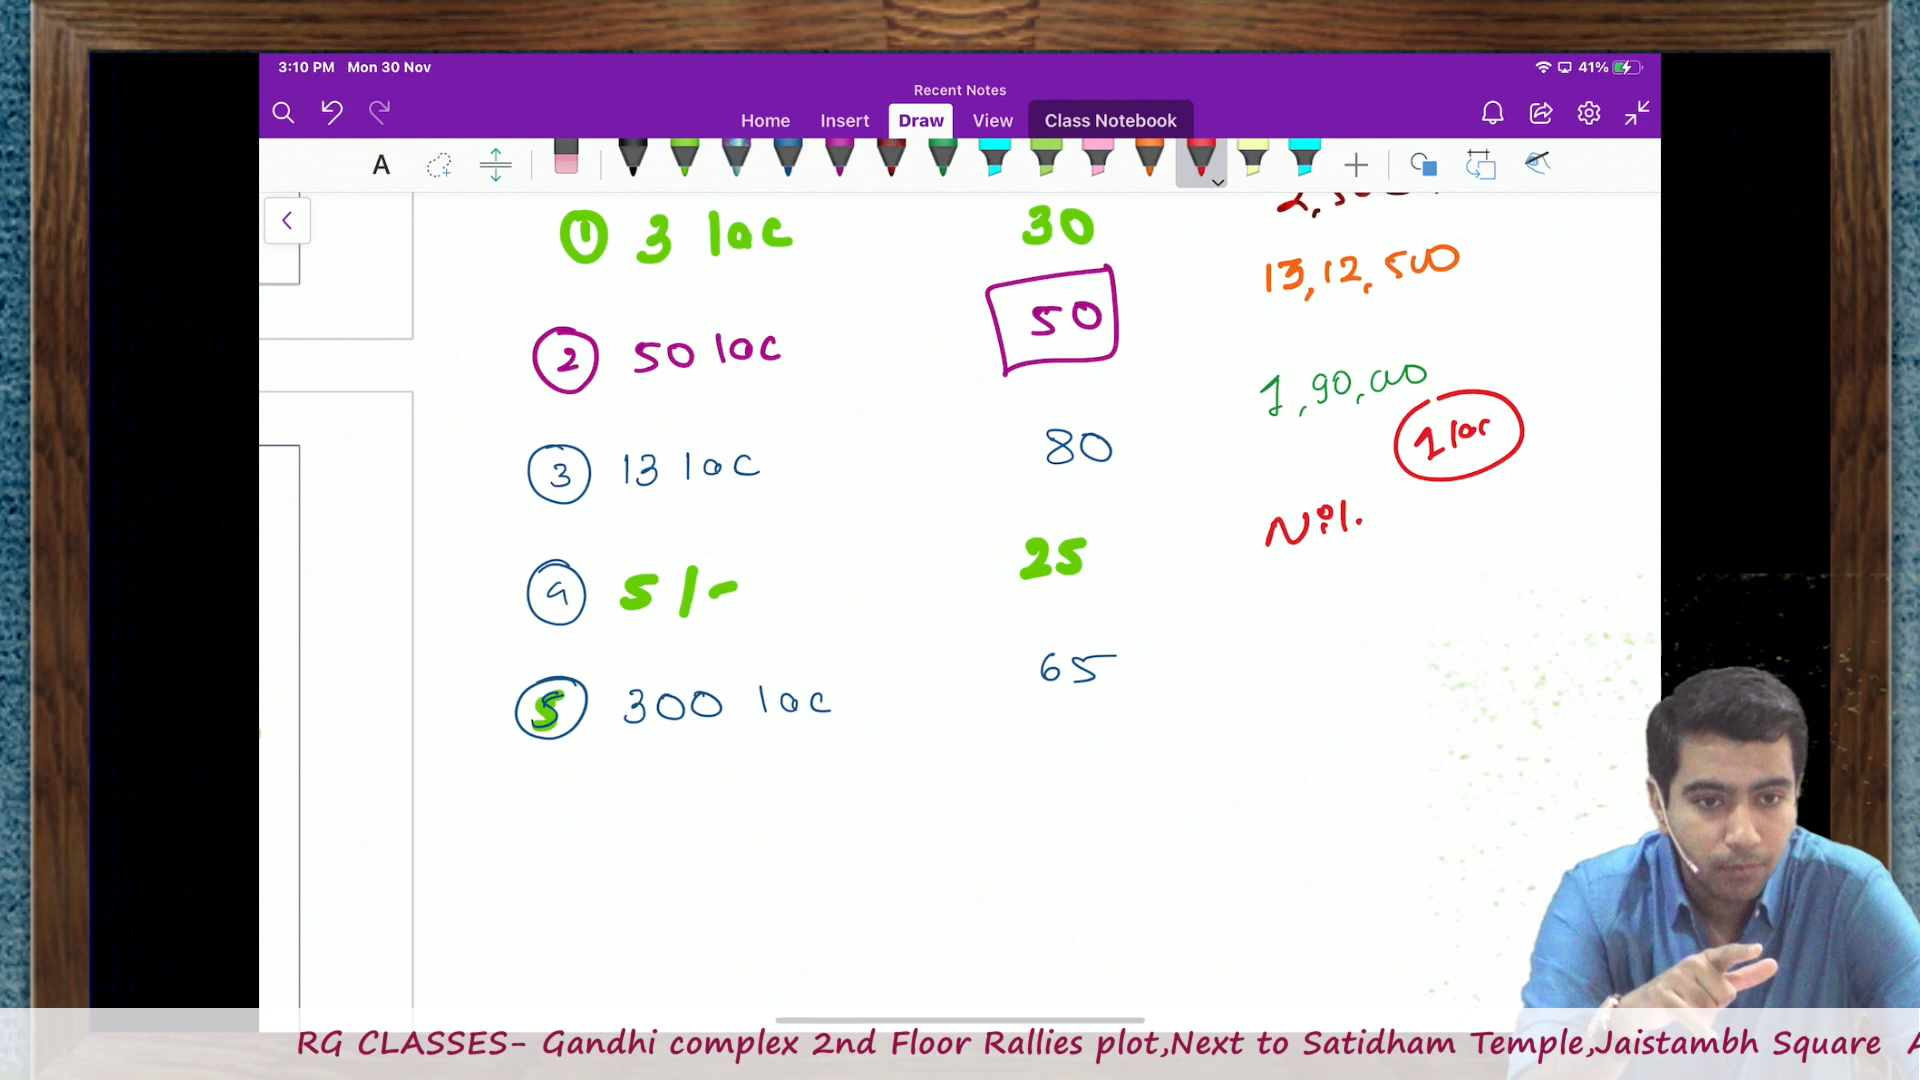 3:10 PM Mon 30 Nov
41%
Recent Notes
Home Insert Draw View Class Notebook
A
① 3 lac 30
13,12,500
② 50 lac 50
1,90,000
1 lac
③ 13 lac 80
Nil.
④ 5/- 25
⑤ 300 lac 65
RG CLASSES- Gandhi complex 2nd Floor Rallies plot,Next to Satidham Temple,Jaistambh Square